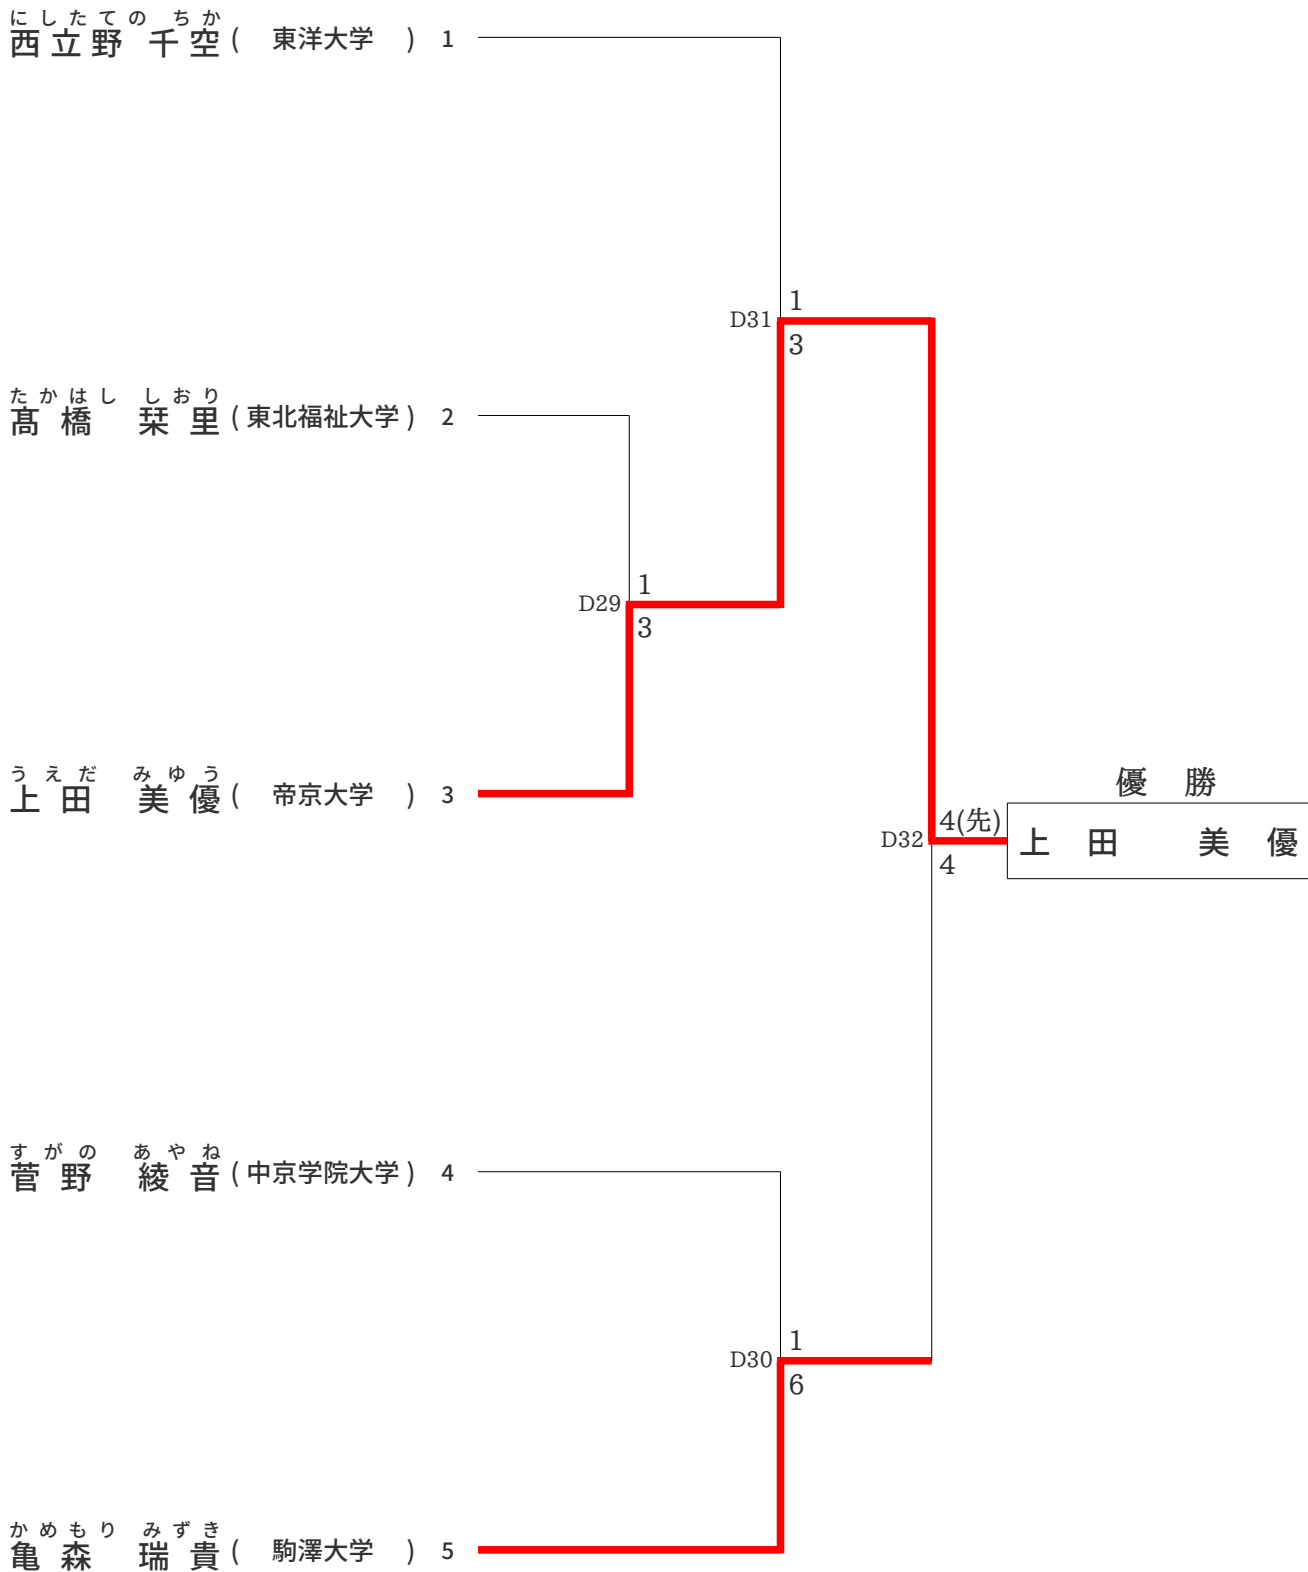 にしたての ちか
西立野 千空 ( 東洋大学 ) 1
1
D31
3
たかはし しおり
髙橋 栞里 ( 東北福祉大学 ) 2
1
D29
3
うえだ みゆう
上田 美優 ( 帝京大学 ) 3
優勝
4(先)
D32
上田 美優
4
すがの あやね
菅野 綾音 ( 中京学院大学 ) 4
1
D30
6
かめもり みずき
亀森 瑞貴 ( 駒澤大学 ) 5